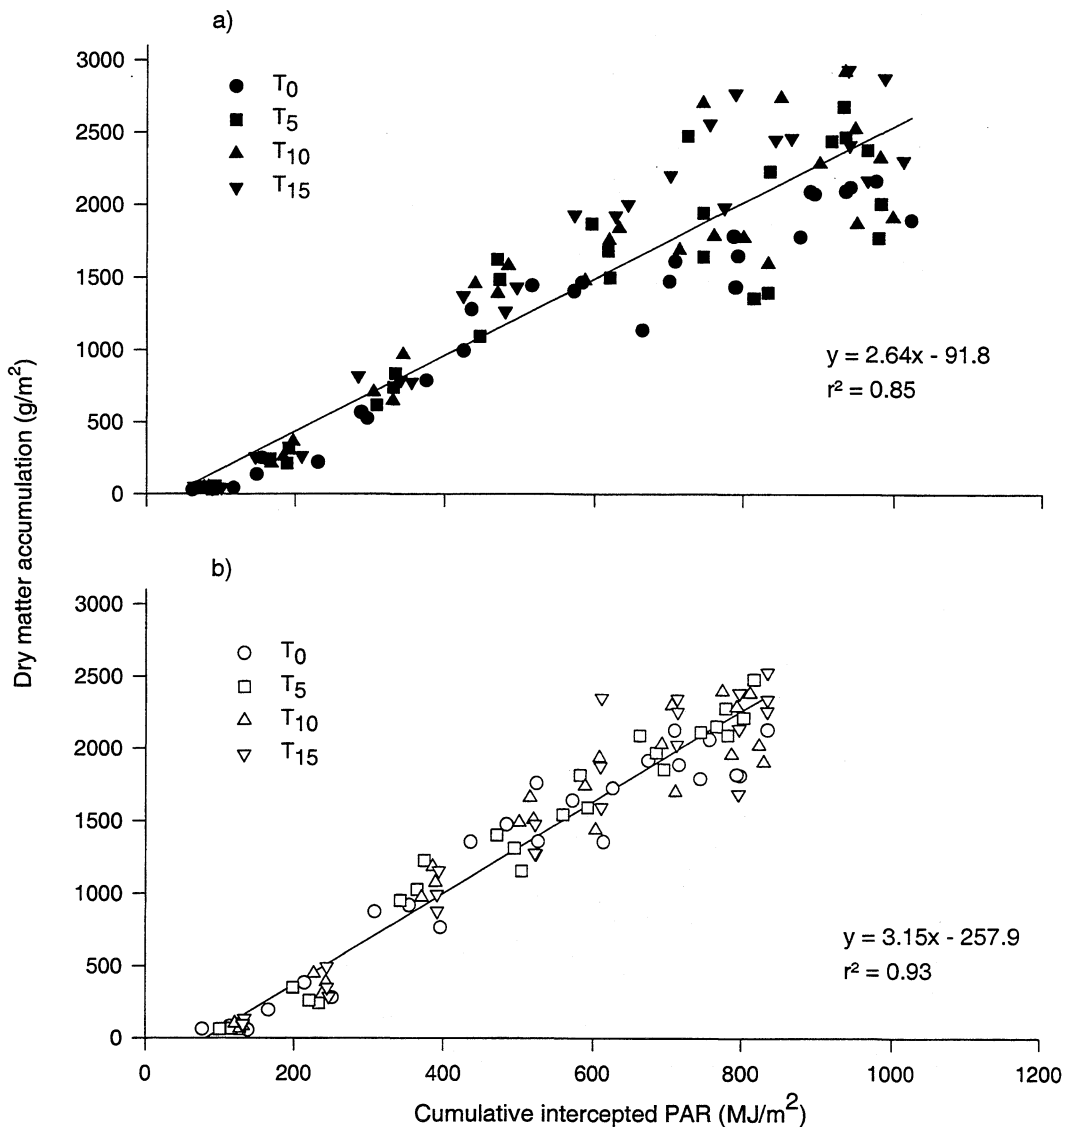 a)
3000
2500
2000
1500
1000
500
0
T0
T5
T10
T15
y = 2.64x - 91.8
r² = 0.85
Dry matter accumulation (g/m²)
b)
3000
2500
2000
1500
1000
500
0
T0
T5
T10
T15
y = 3.15x - 257.9
r² = 0.93
0 200 400 600 800 1000 1200
Cumulative intercepted PAR (MJ/m²)